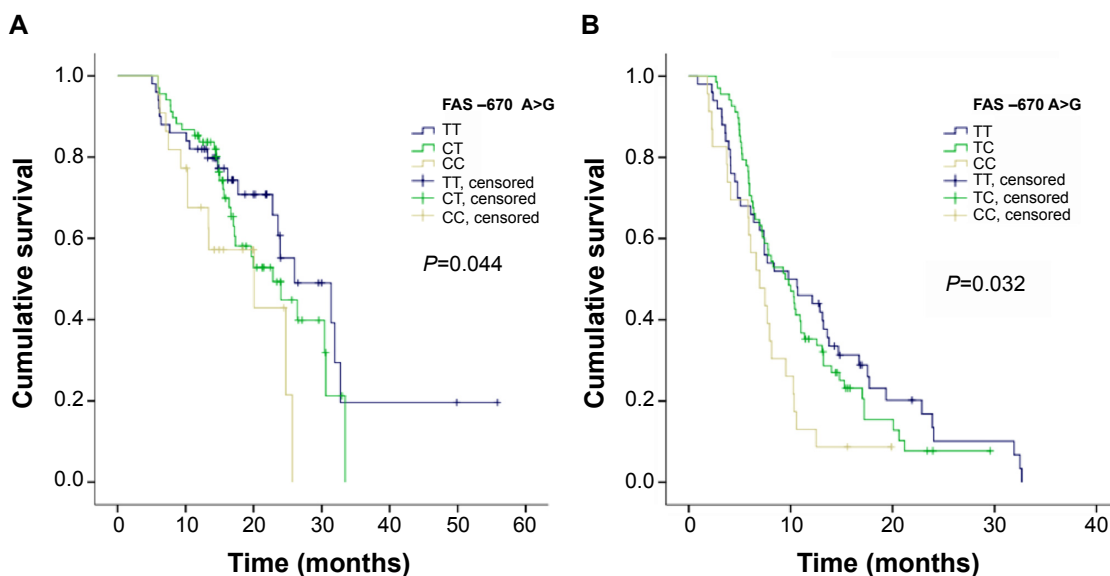 A
B
FAS –670 A>G
TT
CT
CC
TT, censored
CT, censored
CC, censored
P=0.044
Cumulative survival
1.0
0.8
0.6
0.4
0.2
0.0
0 10 20 30 40 50 60
Time (months)
FAS –670 A>G
TT
TC
CC
TT, censored
TC, censored
CC, censored
P=0.032
Cumulative survival
1.0
0.8
0.6
0.4
0.2
0.0
0 10 20 30 40
Time (months)